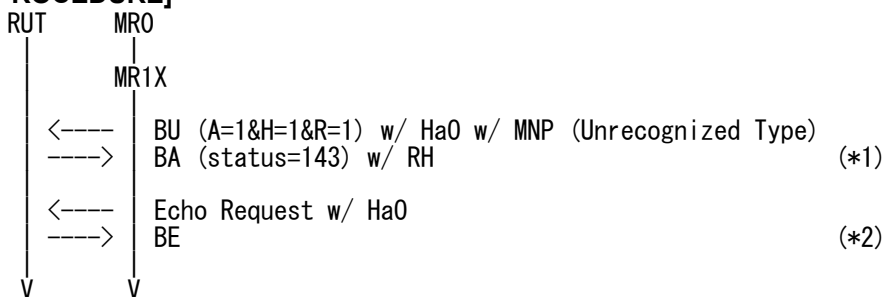 RUT MR0
MR1X
<---- BU (A=1&H=1&R=1) w/ HaO w/ MNP (Unrecognized Type)
----> BA (status=143) w/ RH (*1)
<---- Echo Request w/ HaO
----> BE (*2)
V V